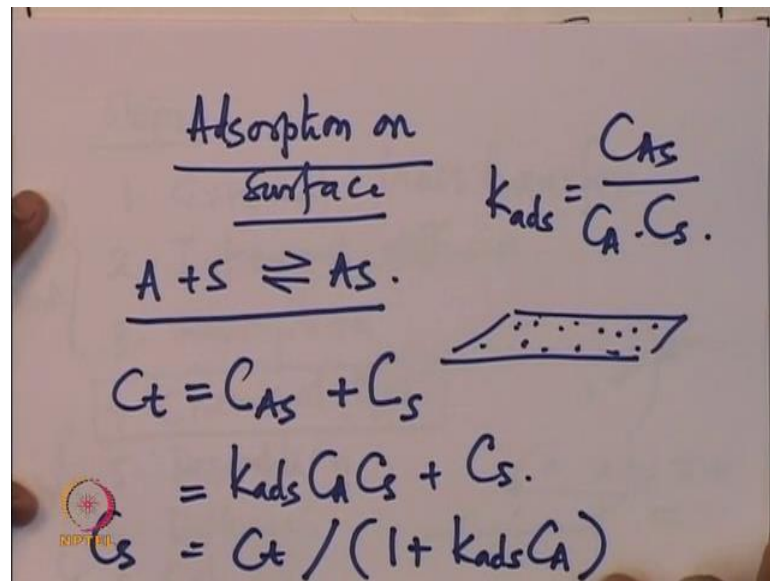 Adsorption on
Surface
kads = CAS / CA . CS .
A + S ⇌ AS .
Ct = CAS + CS
= kads CA CS + CS .
CS = Ct / (1 + kads CA)
NPTEL